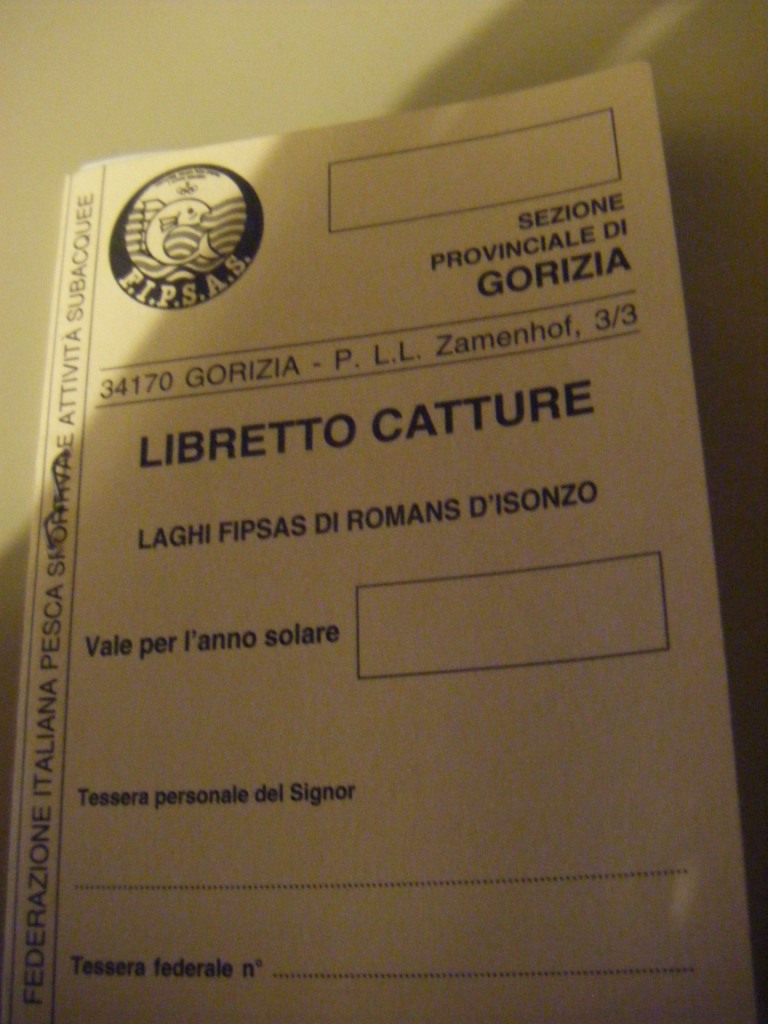 F.I.P.S.A.S.
SEZIONE
PROVINCIALE DI
GORIZIA
34170 GORIZIA - P. L.L. Zamenhof, 3/3
LIBRETTO CATTURE
LAGHI FIPSAS DI ROMANS D'ISONZO
Vale per l'anno solare
Tessera personale del Signor
Tessera federale n°
FEDERAZIONE ITALIANA PESCA SPORTIVA E ATTIVITÀ SUBACQUEE